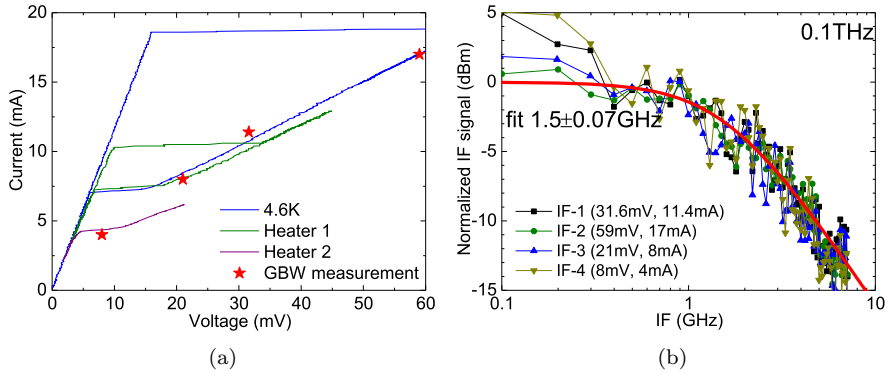 20
15
10
5
0
0 10 20 30 40 50 60
Current (mA)
Voltage (mV)
4.6K
Heater 1
Heater 2
GBW measurement
(a)
5
0
-5
-10
-15
0.1 1 10
Normalized IF signal (dBm)
IF (GHz)
0.1THz
fit 1.5±0.07GHz
IF-1 (31.6mV, 11.4mA)
IF-2 (59mV, 17mA)
IF-3 (21mV, 8mA)
IF-4 (8mV, 4mA)
(b)